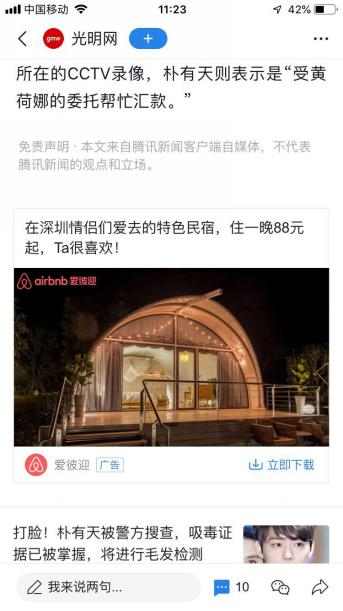 中国移动 11:23 42%
gmw 光明网
所在的CCTV录像，朴有天则表示是“受黄
荷娜的委托帮忙汇款。”
免责声明 · 本文来自腾讯新闻客户端自媒体，不代表
腾讯新闻的观点和立场。
在深圳情侣们爱去的特色民宿，住一晚88元
起，Ta很喜欢！
airbnb 爱彼迎
爱彼迎 广告 立即下载
打脸！朴有天被警方搜查，吸毒证
据已被掌握，将进行毛发检测
我来说两句... 10